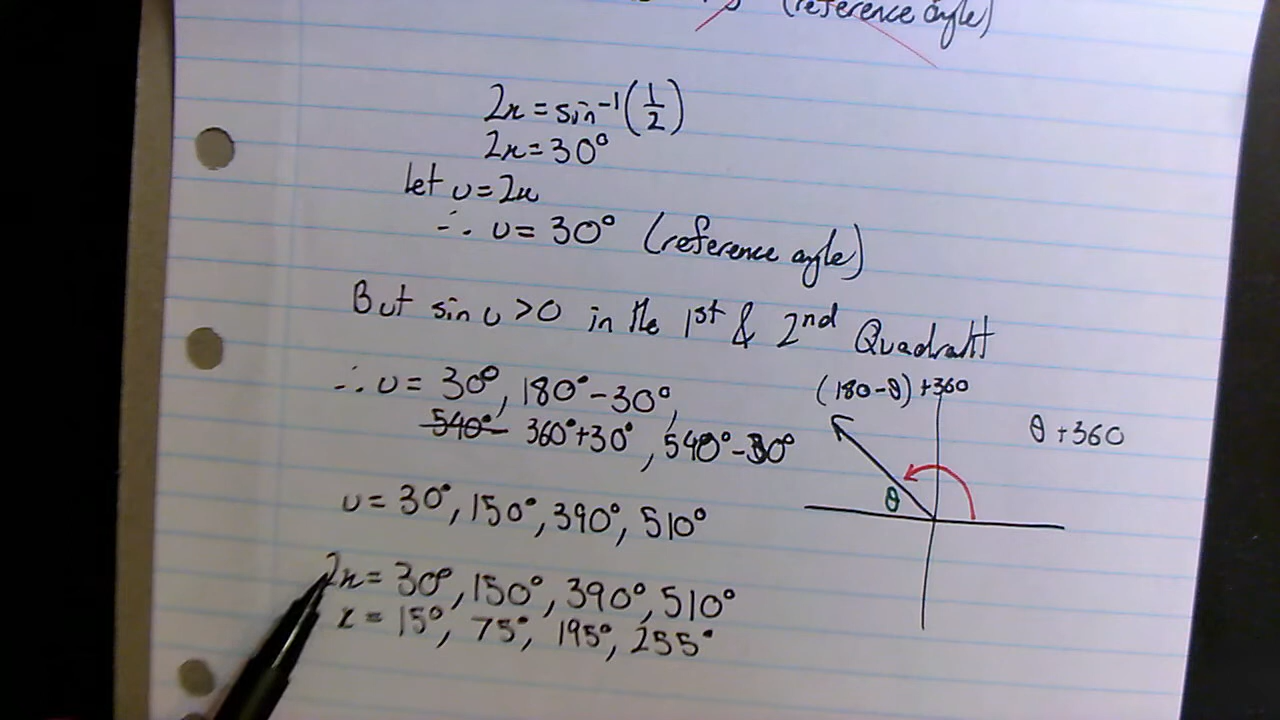 (reference angle)
2x = sin⁻¹(1/2)
2x = 30°
let u = 2x
∴ u = 30° (reference angle)
But sin u > 0 in the 1st & 2nd Quadrant
∴ u = 30°, 180° - 30°,
540° - 360° + 30°, 540° - 30°
(180 - θ) + 360
θ + 360
θ
u = 30°, 150°, 390°, 510°
2x = 30°, 150°, 390°, 510°
x = 15°, 75°, 195°, 255°